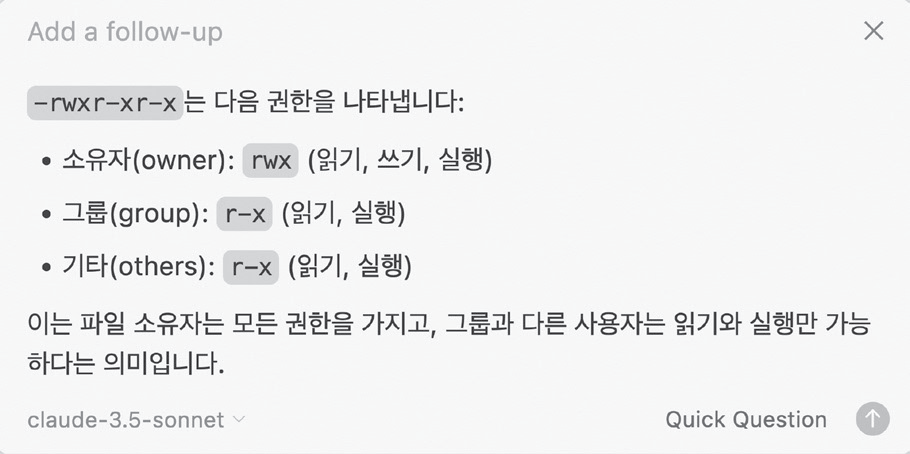 Add a follow-up
-rwxr-xr-x는 다음 권한을 나타냅니다:
• 소유자(owner): rwx (읽기, 쓰기, 실행)
• 그룹(group): r-x (읽기, 실행)
• 기타(others): r-x (읽기, 실행)
이는 파일 소유자는 모든 권한을 가지고, 그룹과 다른 사용자는 읽기와 실행만 가능
하다는 의미입니다.
claude-3.5-sonnet
Quick Question